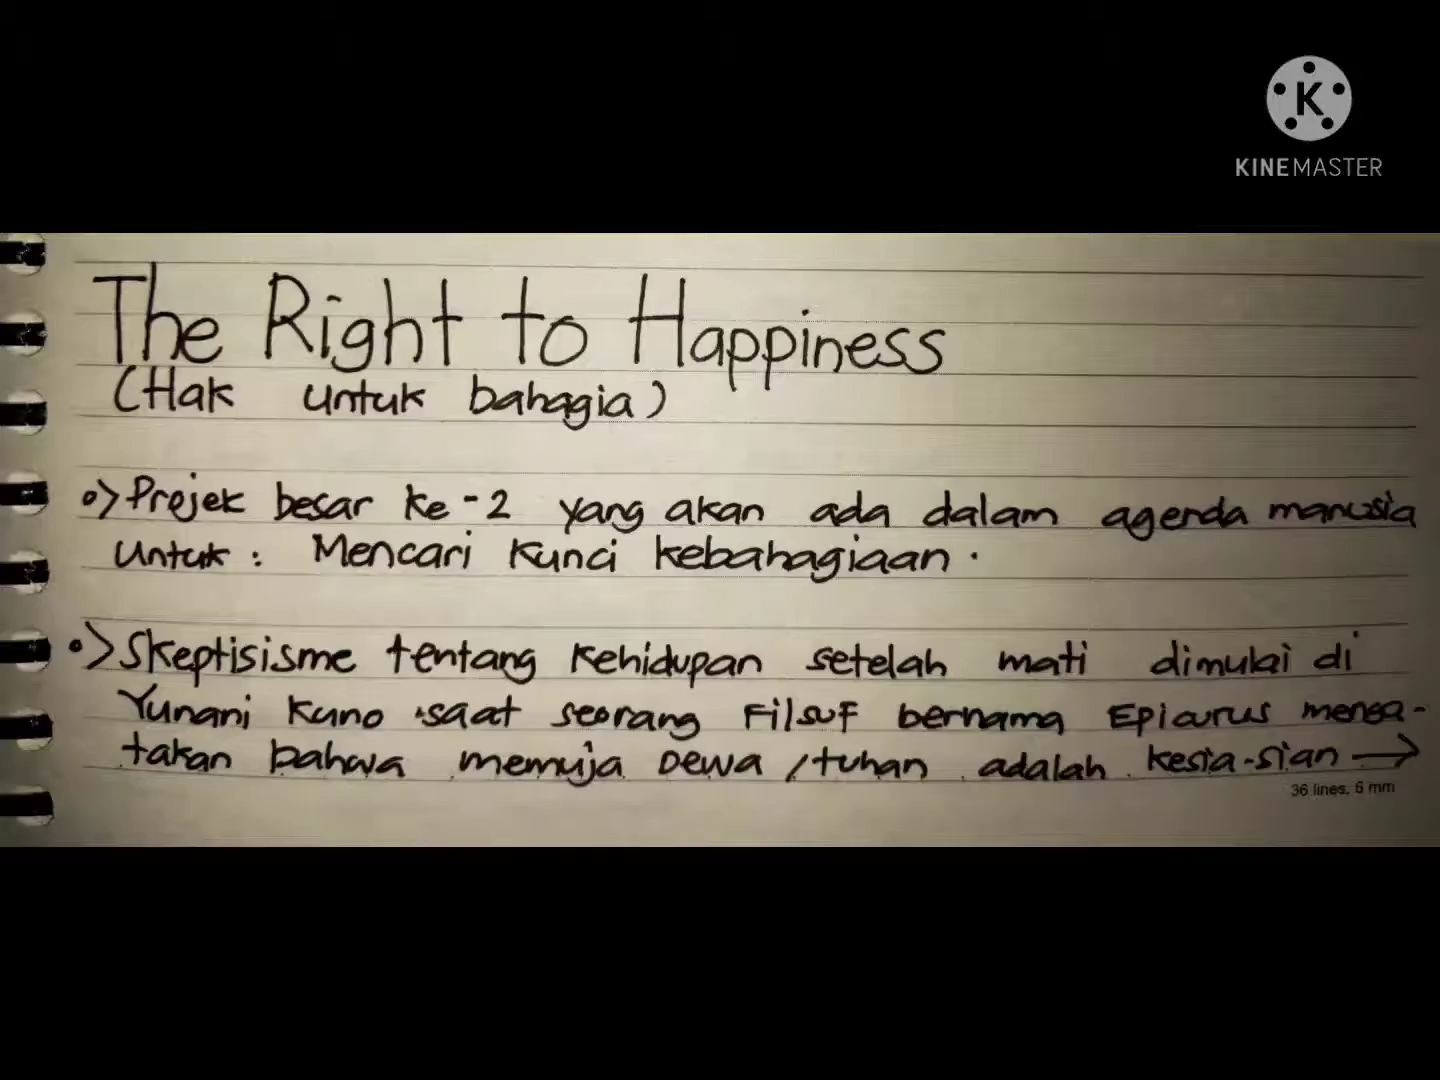 KINEMASTER
The Right to Happiness
(Hak untuk bahagia)
Projek besar ke-2 yang akan ada dalam agenda manusia
Untuk : Mencari Kunci kebahagiaan.
Skeptisisme tentang Kehidupan setelah mati dimulai di
Yunani Kuno saat seorang Filsuf bernama Epicurus menga-
takan bahwa memuja Dewa /tuhan adalah kesia-sian →
36 lines, 6 mm